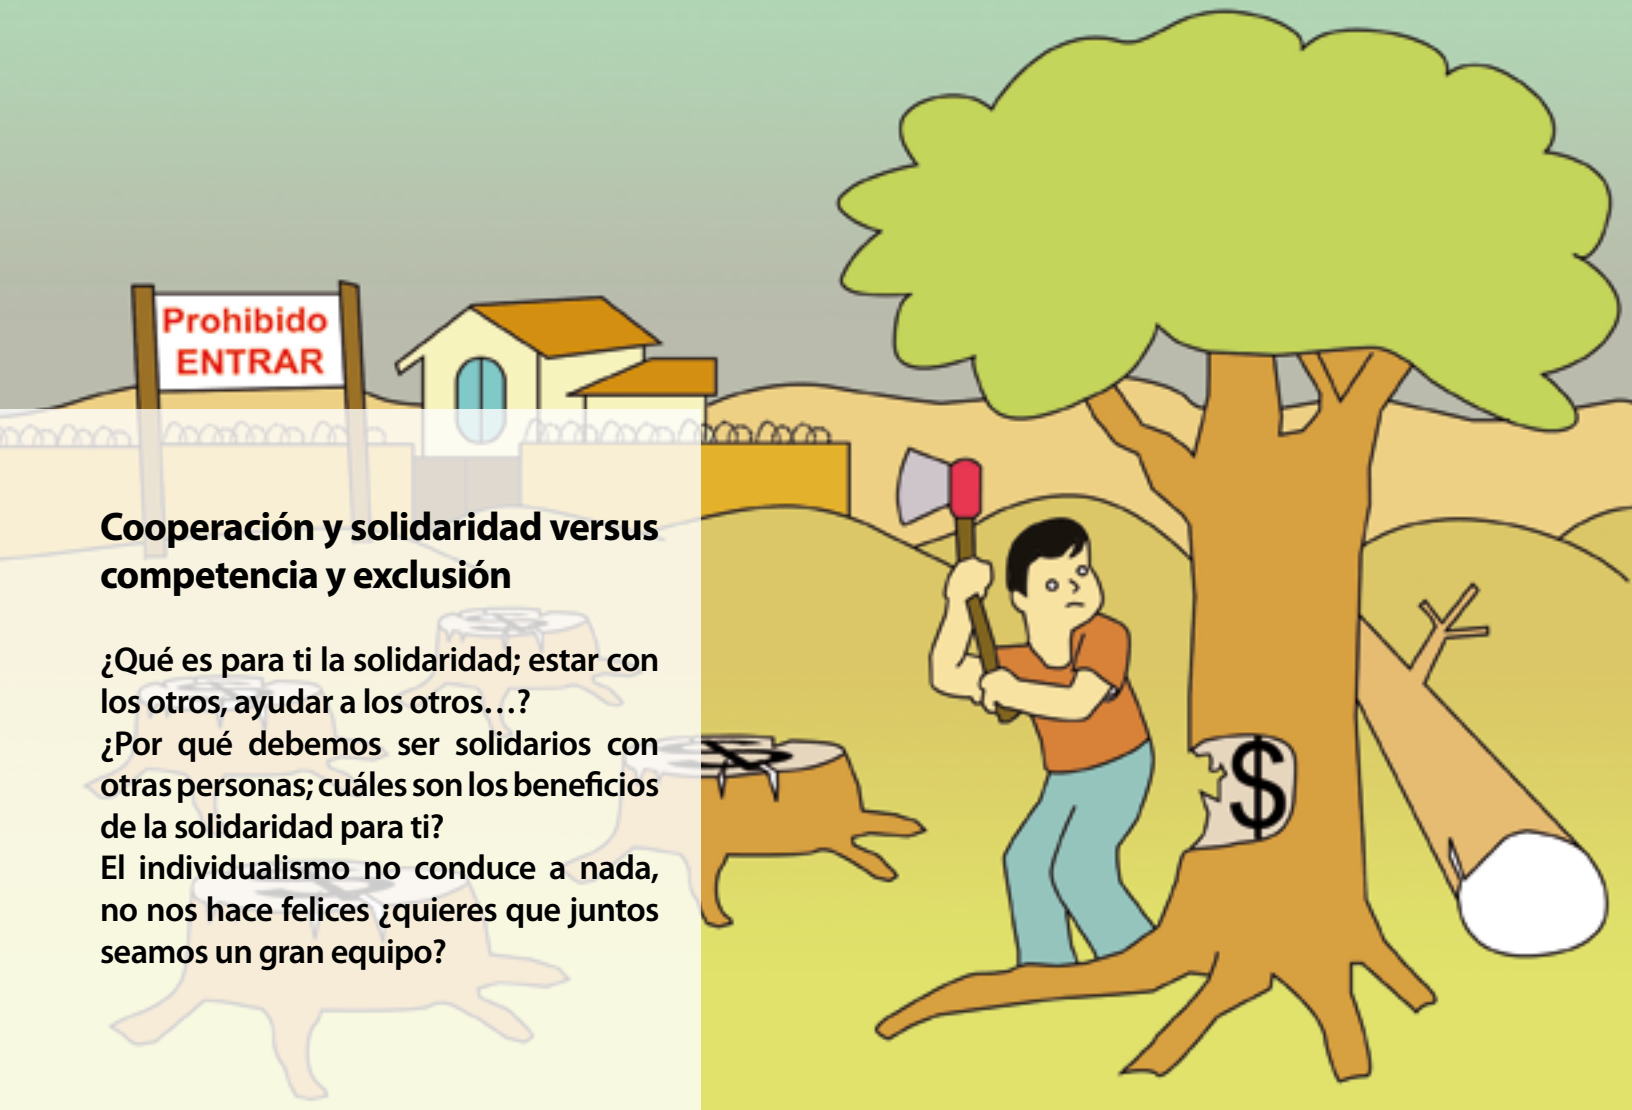 Prohibido
ENTRAR
Cooperación y solidaridad versus
competencia y exclusión
¿Qué es para ti la solidaridad; estar con
los otros, ayudar a los otros…?
¿Por qué debemos ser solidarios con
otras personas; cuáles son los beneficios
de la solidaridad para ti?
El individualismo no conduce a nada,
no nos hace felices ¿quieres que juntos
seamos un gran equipo?
$